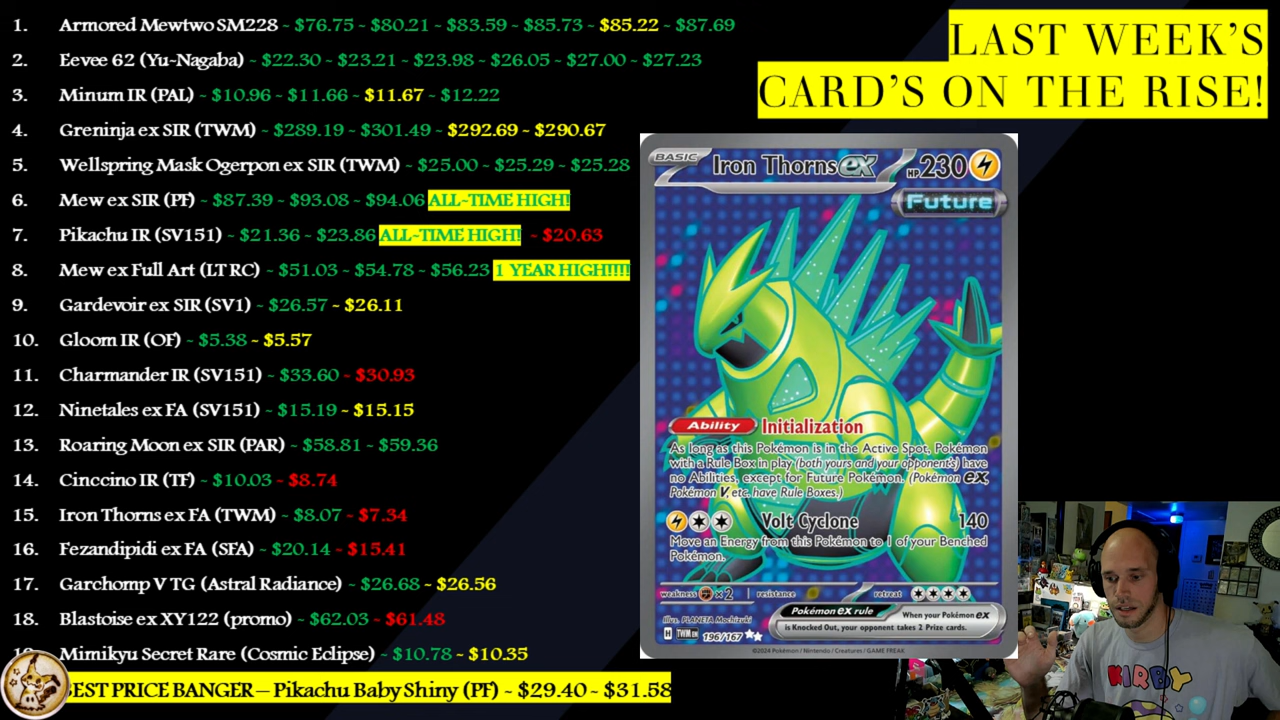 1. Armored Mewtwo SM228 ~ $76.75 ~ $80.21 ~ $83.59 ~ $85.73 ~ $85.22 ~ $87.69
2. Eevee 62 (Yu~Nagaba) ~ $22.30 ~ $23.21 ~ $23.98 ~ $26.05 ~ $27.00 ~ $27.23
3. Minum IR (PAL) ~ $10.96 ~ $11.66 ~ $11.67 ~ $12.22
4. Greninja ex SIR (TWM) ~ $289.19 ~ $301.49 ~ $292.69 ~ $290.67
5. Wellspring Mask Ogerpon ex SIR (TWM) ~ $25.00 ~ $25.29 ~ $25.28
6. Mew ex SIR (PF) ~ $87.39 ~ $93.08 ~ $94.06 ALL~TIME HIGH!
7. Pikachu IR (SV151) ~ $21.36 ~ $23.86 ALL~TIME HIGH! ~ $20.63
8. Mew ex Full Art (LT RC) ~ $51.03 ~ $54.78 ~ $56.23 1 YEAR HIGH!!!!
9. Gardevoir ex SIR (SV1) ~ $26.57 ~ $26.11
10. Gloom IR (OF) ~ $5.38 ~ $5.57
11. Charmander IR (SV151) ~ $33.60 ~ $30.93
12. Ninetales ex FA (SV151) ~ $15.19 ~ $15.15
13. Roaring Moon ex SIR (PAR) ~ $58.81 ~ $59.36
14. Cinccino IR (TF) ~ $10.03 ~ $8.74
15. Iron Thorns ex FA (TWM) ~ $8.07 ~ $7.34
16. Fezandipidi ex FA (SFA) ~ $20.14 ~ $15.41
17. Garchomp V TG (Astral Radiance) ~ $26.68 ~ $26.56
18. Blastoise ex XY122 (promo) ~ $62.03 ~ $61.48
Mimikyu Secret Rare (Cosmic Eclipse) ~ $10.78 ~ $10.35
EST PRICE BANGER – Pikachu Baby Shiny (PF) ~ $29.40 ~ $31.58
LAST WEEK'S
CARD'S ON THE RISE!
BASIC Iron Thorns ex HP 230
Future
Ability Initialization
As long as this Pokémon is in the Active Spot, Pokémon
with a Rule Box in play (both yours and your opponent's) have
no Abilities, except for Future Pokémon. (Pokémon ex,
Pokémon V, etc. have Rule Boxes.)
Volt Cyclone 140
Move an Energy from this Pokémon to 1 of your Benched
Pokémon.
weakness ×2 resistance retreat
Pokémon ex rule When your Pokémon ex
is Knocked Out, your opponent takes 2 Prize cards.
Illus. PLANETA Mochizuki
H TWM EN 196/167
©2024 Pokémon / Nintendo / Creatures / GAME FREAK
KIRBY